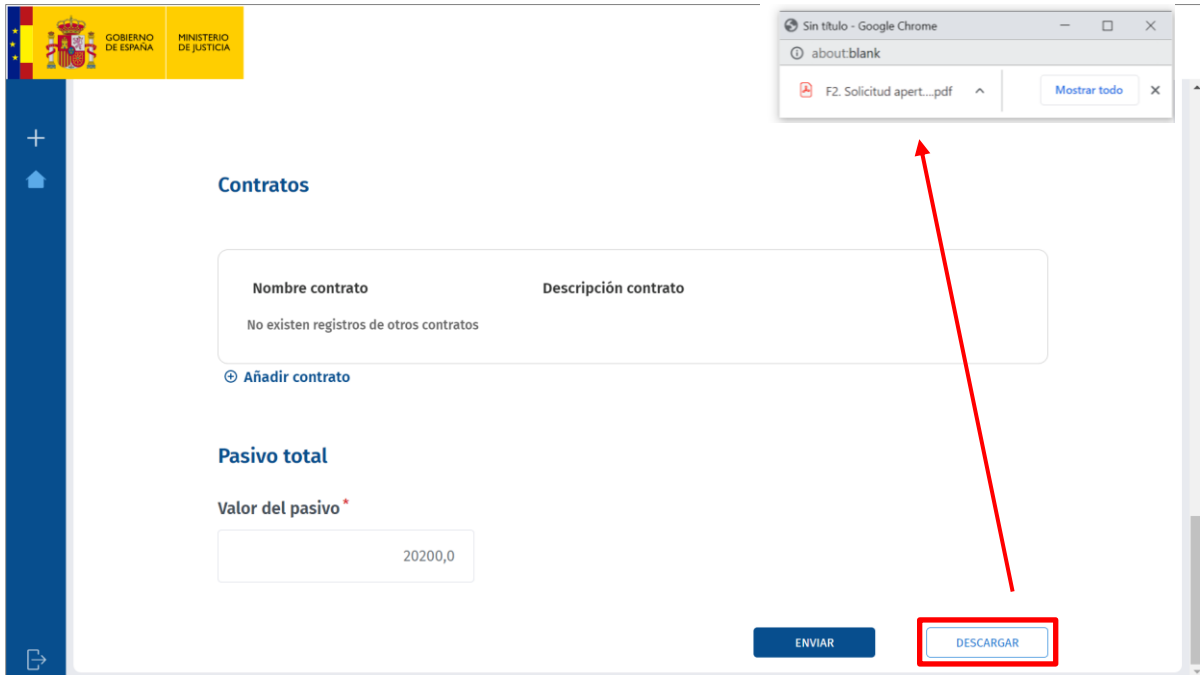 GOBIERNO
DE ESPAÑA
MINISTERIO
DE JUSTICIA
Sin título - Google Chrome
about:blank
F2. Solicitud apert....pdf
Mostrar todo
Contratos
Nombre contrato
Descripción contrato
No existen registros de otros contratos
Añadir contrato
Pasivo total
Valor del pasivo *
20200,0
ENVIAR
DESCARGAR